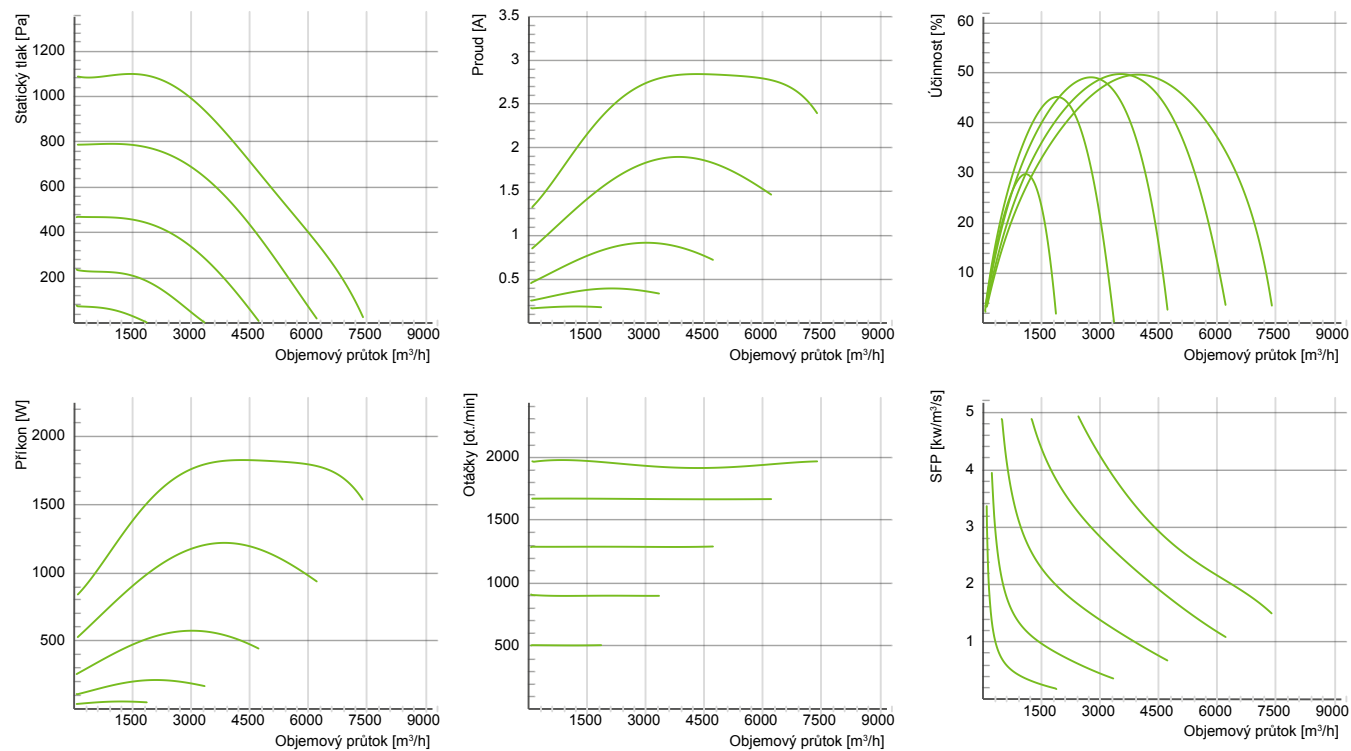 Statický tlak [Pa]
1200
1000
800
600
400
200
1500 3000 4500 6000 7500 9000
Objemový průtok [m³/h]
Proud [A]
3.5
3
2.5
2
1.5
1
0.5
1500 3000 4500 6000 7500 9000
Objemový průtok [m³/h]
Účinnost [%]
60
50
40
30
20
10
1500 3000 4500 6000 7500 9000
Objemový průtok [m³/h]
Příkon [W]
2000
1500
1000
500
1500 3000 4500 6000 7500 9000
Objemový průtok [m³/h]
Otáčky [ot./min]
2000
1500
1000
500
1500 3000 4500 6000 7500 9000
Objemový průtok [m³/h]
SFP [kw/m³/s]
5
4
3
2
1
1500 3000 4500 6000 7500 9000
Objemový průtok [m³/h]